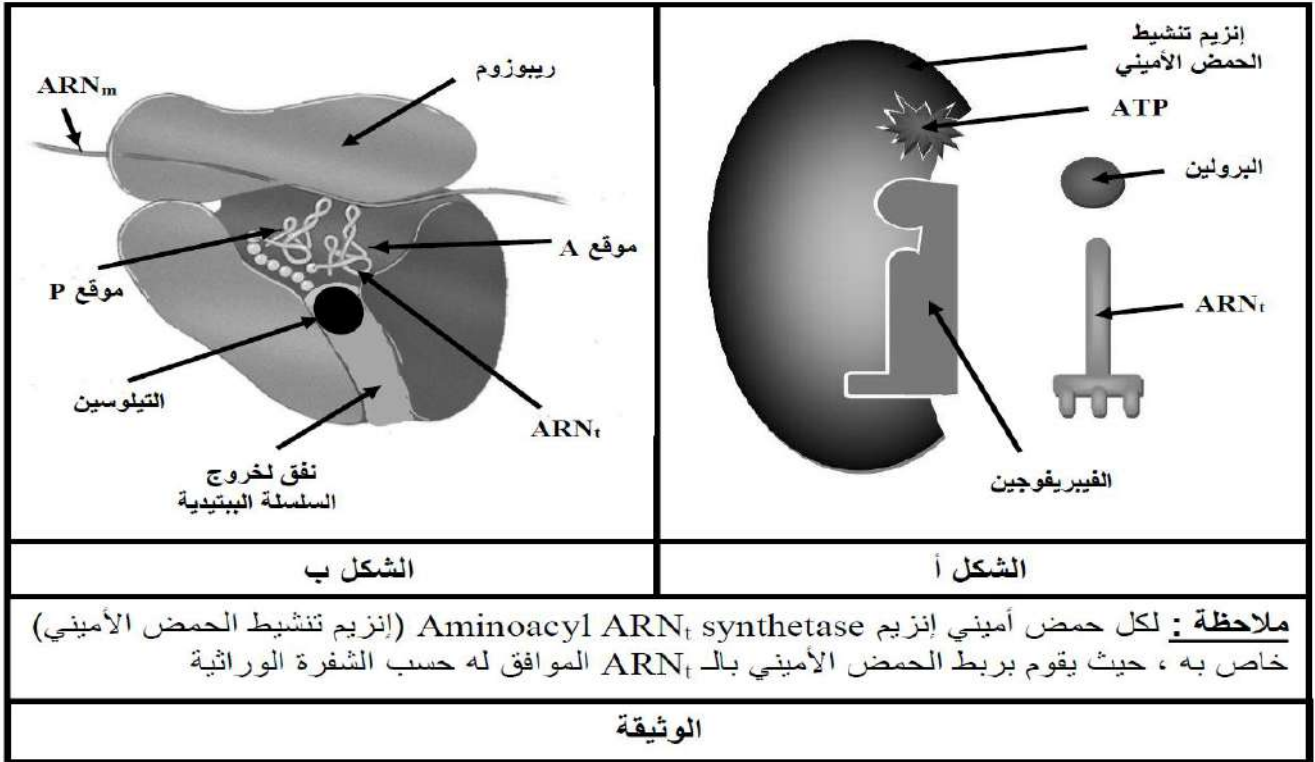 إنزيم تنشيط
الحمض الأميني
ATP
البرولين
ARNt
الفيبريفوجين
ريبوزوم
ARNm
موقع A
موقع P
التيلوسين
ARNt
نفق لخروج
السلسلة الببتيدية
الشكل أ
الشكل ب
ملاحظة : لكل حمض أميني إنزيم Aminoacyl ARNt synthetase (إنزيم تنشيط الحمض الأميني)
خاص به ، حيث يقوم بربط الحمض الأميني بالـ ARNt الموافق له حسب الشفرة الوراثية
الوثيقة